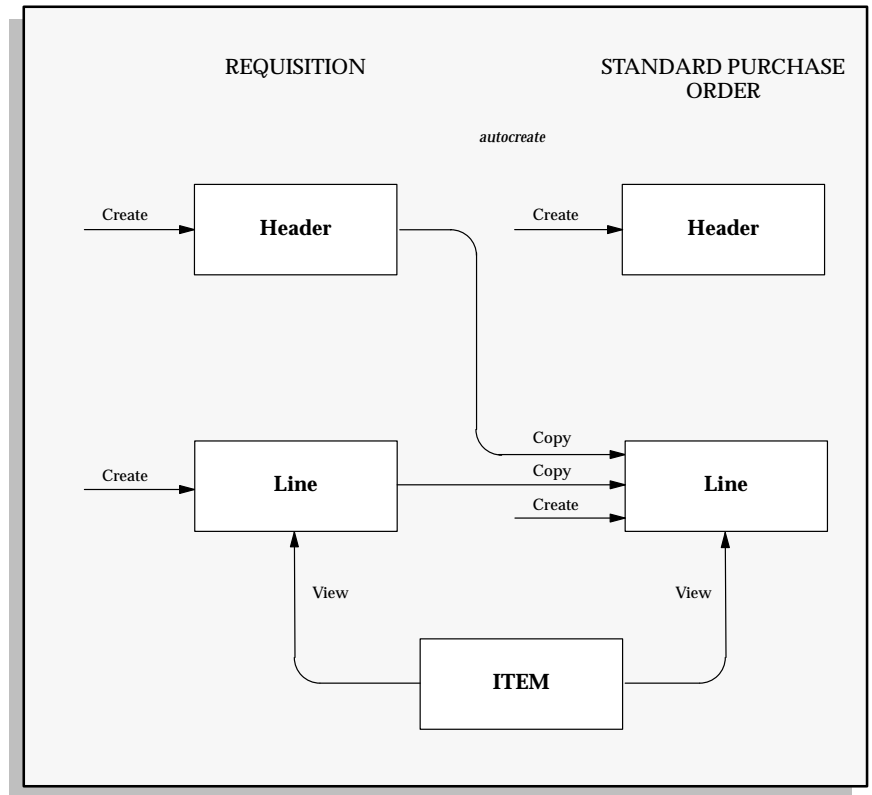 REQUISITION
STANDARD PURCHASE
ORDER
autocreate
Create
Header
Create
Header
Create
Line
Copy
Copy
Create
Line
View
View
ITEM